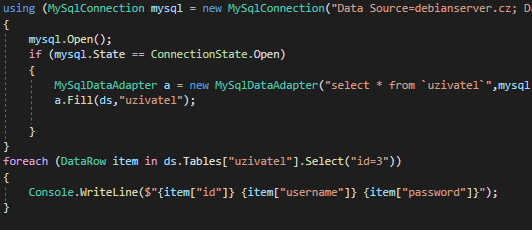 using (MySqlConnection mysql = new MySqlConnection("Data Source=debianserver.cz; D
{
mysql.Open();
if (mysql.State == ConnectionState.Open)
{
MySqlDataAdapter a = new MySqlDataAdapter("select * from `uzivatel`",mysql
a.Fill(ds,"uzivatel");
}
}
foreach (DataRow item in ds.Tables["uzivatel"].Select("id=3"))
{
Console.WriteLine($"{item["id"]} {item["username"]} {item["password"]}");
}